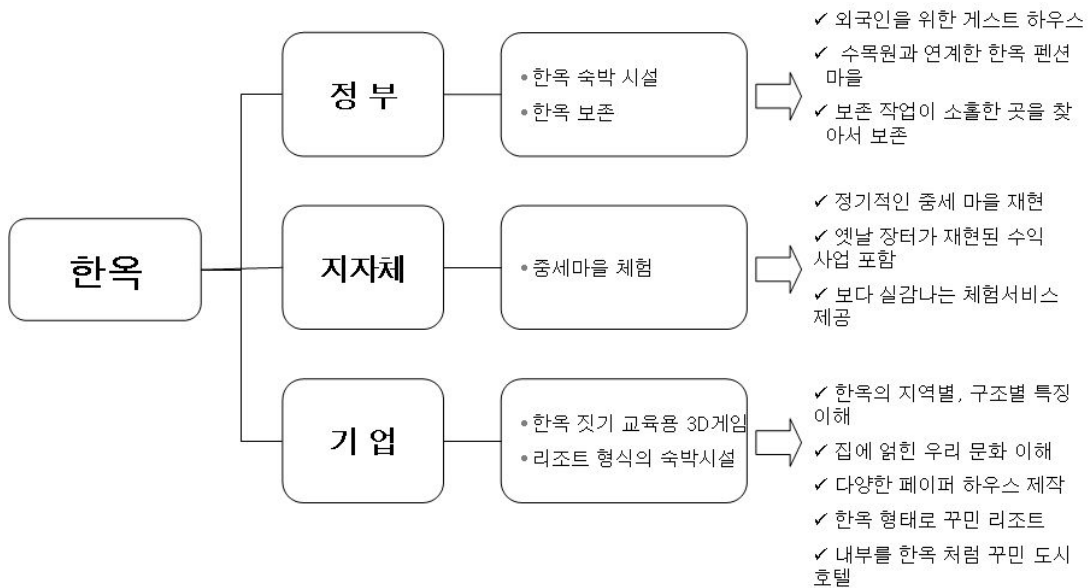 한옥
정 부
• 한옥 숙박 시설
• 한옥 보존
✓ 외국인을 위한 게스트 하우스
✓ 수목원과 연계한 한옥 펜션
마을
✓ 보존 작업이 소홀한 곳을 찾
아서 보존
지자체
• 중세마을 체험
✓ 정기적인 중세 마을 재현
✓ 옛날 장터가 재현된 수익
사업 포함
✓ 보다 실감나는 체험서비스
제공
기 업
• 한옥 짓기 교육용 3D게임
• 리조트 형식의 숙박시설
✓ 한옥의 지역별, 구조별 특징
이해
✓ 집에 얽힌 우리 문화 이해
✓ 다양한 페이퍼 하우스 제작
✓ 한옥 형태로 꾸민 리조트
✓ 내부를 한옥 처럼 꾸민 도시
호텔